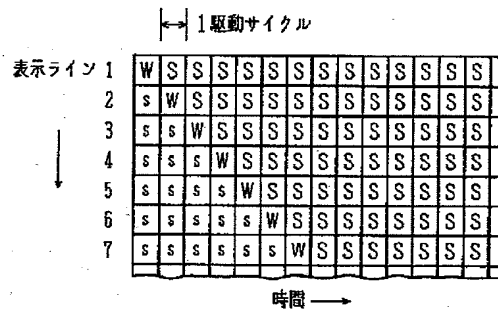 1駆動サイクル
表示ライン 1 W S S S S S S S S S S S S
2 s W S S S S S S S S S S S
3 s s W S S S S S S S S S S
4 s s s W S S S S S S S S S
5 s s s s W S S S S S S S S
6 s s s s s W S S S S S S S
7 s s s s s s W S S S S S S
時間